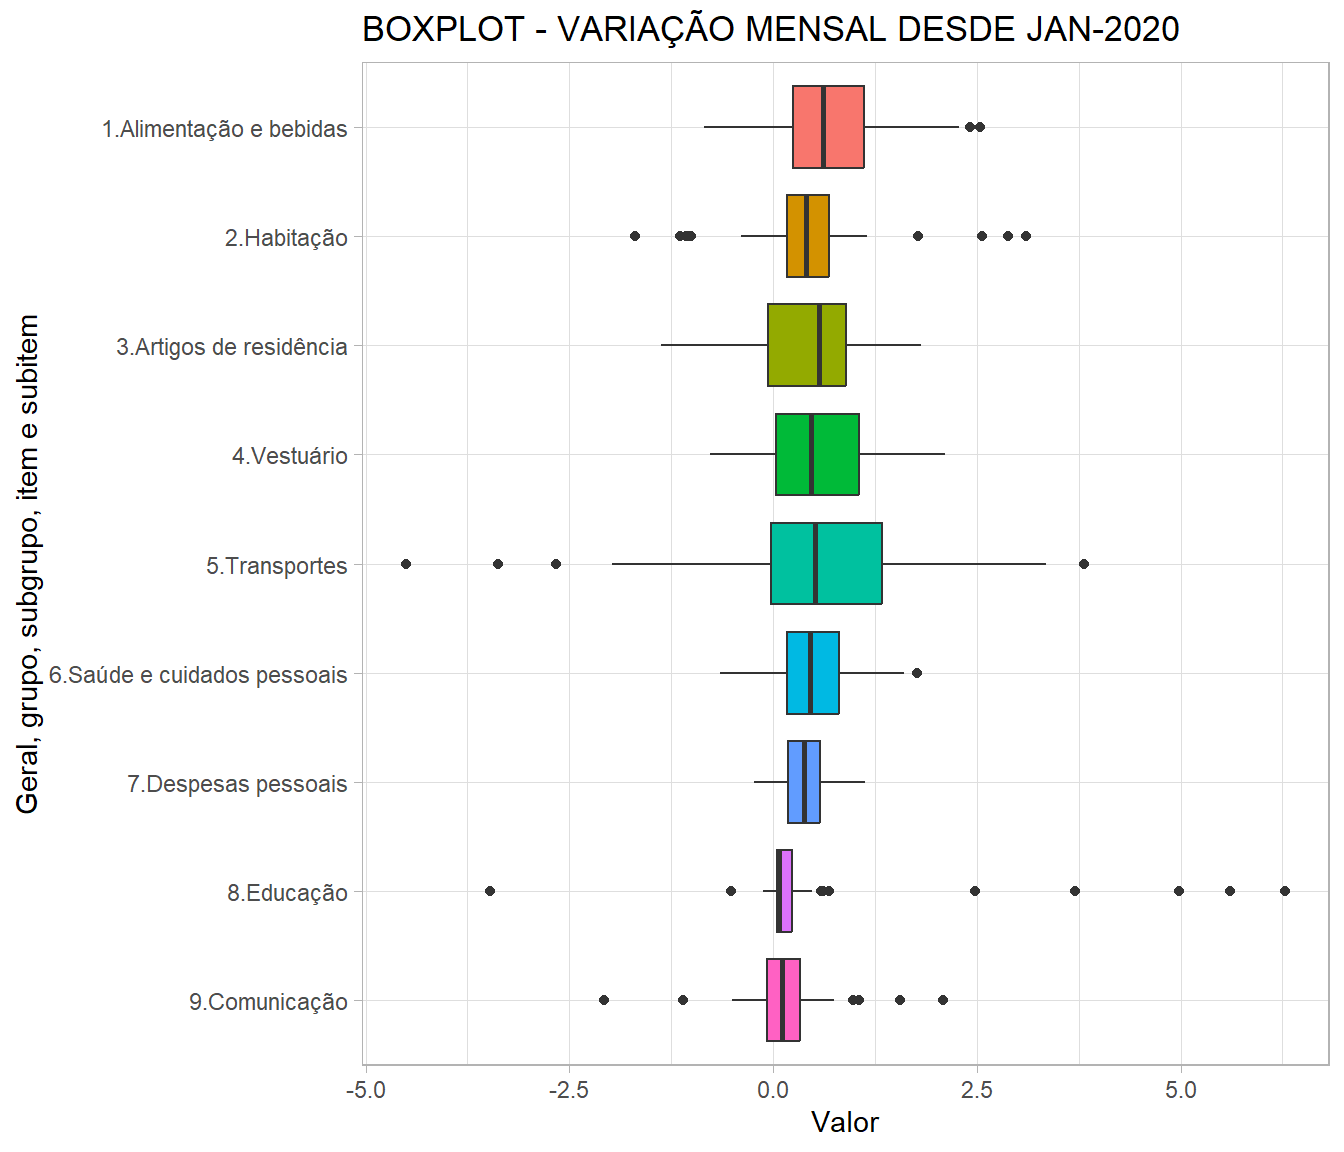 BOXPLOT - VARIAÇÃO MENSAL DESDE JAN-2020
Geral, grupo, subgrupo, item e subitem
1.Alimentação e bebidas
2.Habitação
3.Artigos de residência
4.Vestuário
5.Transportes
6.Saúde e cuidados pessoais
7.Despesas pessoais
8.Educação
9.Comunicação
-5.0 -2.5 0.0 2.5 5.0
Valor